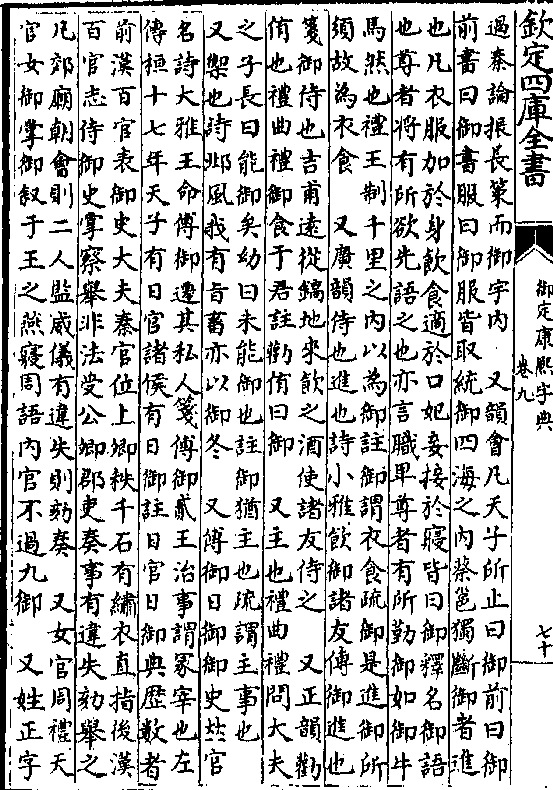 欽定四庫全書
御定康熙字典
卷九
七十
過秦論振長策而御宇內　又韻會凡天子所止曰御前曰御
前書曰御書服曰御服皆取統御四海之內蔡邕獨斷御者進
也凡衣服加於身飲食適於口妃妾接於寢皆曰御釋名御語
也尊者將有所欲先語之也亦言職卑尊者有所勤御如御牛
馬然也禮王制千里之內以為御註御謂衣食疏御是進御所
須故為衣食　又廣韻侍也進也詩小雅飲御諸友傳御進也
箋御侍也吉甫遠從鎬地來飲之酒使諸友侍之　又正韻勸
侑也禮曲禮御食于君註勸侑曰御　又主也禮曲禮問大夫
之子長曰能御矣幼曰未能御也註御猶主也疏謂主事也
又禦也詩邶風我有旨蓄亦以御冬　又傅御日御御史𠀤官
名詩大雅王命傅御遷其私人箋傅御貳王治事謂冢宰也左
傳桓十七年天子有日官諸侯有日御註日官日御典歷數者
前漢百官表御史大夫秦官位上卿秩千石有繡衣直指後漢
百官志侍御史掌察舉非法受公卿郡吏奏事有違失劾舉之
凡郊廟朝會則二人監威儀有違失則劾奏　又女官周禮天
官女御掌御敘于王之燕寢周語內官不過九御　又姓正字